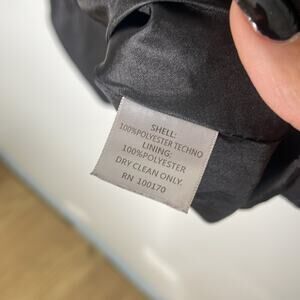 SHELL:
100%POLYESTER TECHNO
LINING:
100%POLYESTER
DRY CLEAN ONLY.
RN 100170